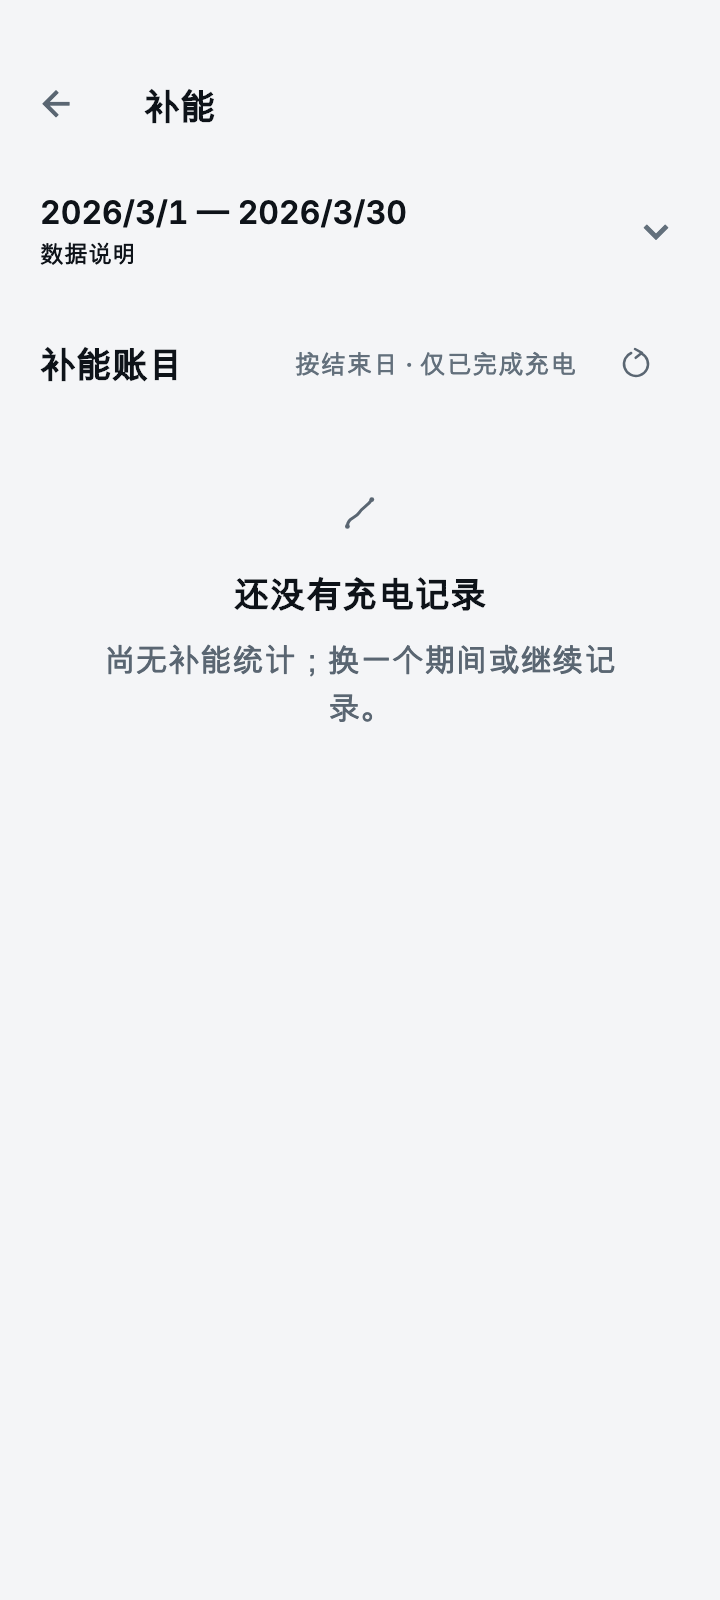 补能
2026/3/1 — 2026/3/30
数据说明
补能账目
按结束日 · 仅已完成充电
还没有充电记录
尚无补能统计；换一个期间或继续记
录。